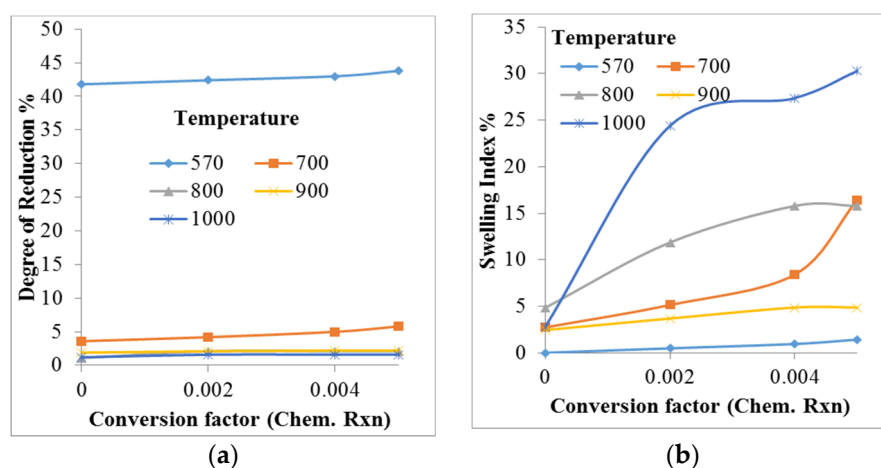 50
45
40
35
30
25
20
15
10
5
0
Degree of Reduction %
Temperature
570 700
800 900
1000
0 0.002 0.004
Conversion factor (Chem. Rxn)
(a)
35
30
25
20
15
10
5
0
Swelling Index %
Temperature
570 700
800 900
1000
0 0.002 0.004
Conversion factor (Chem. Rxn)
(b)